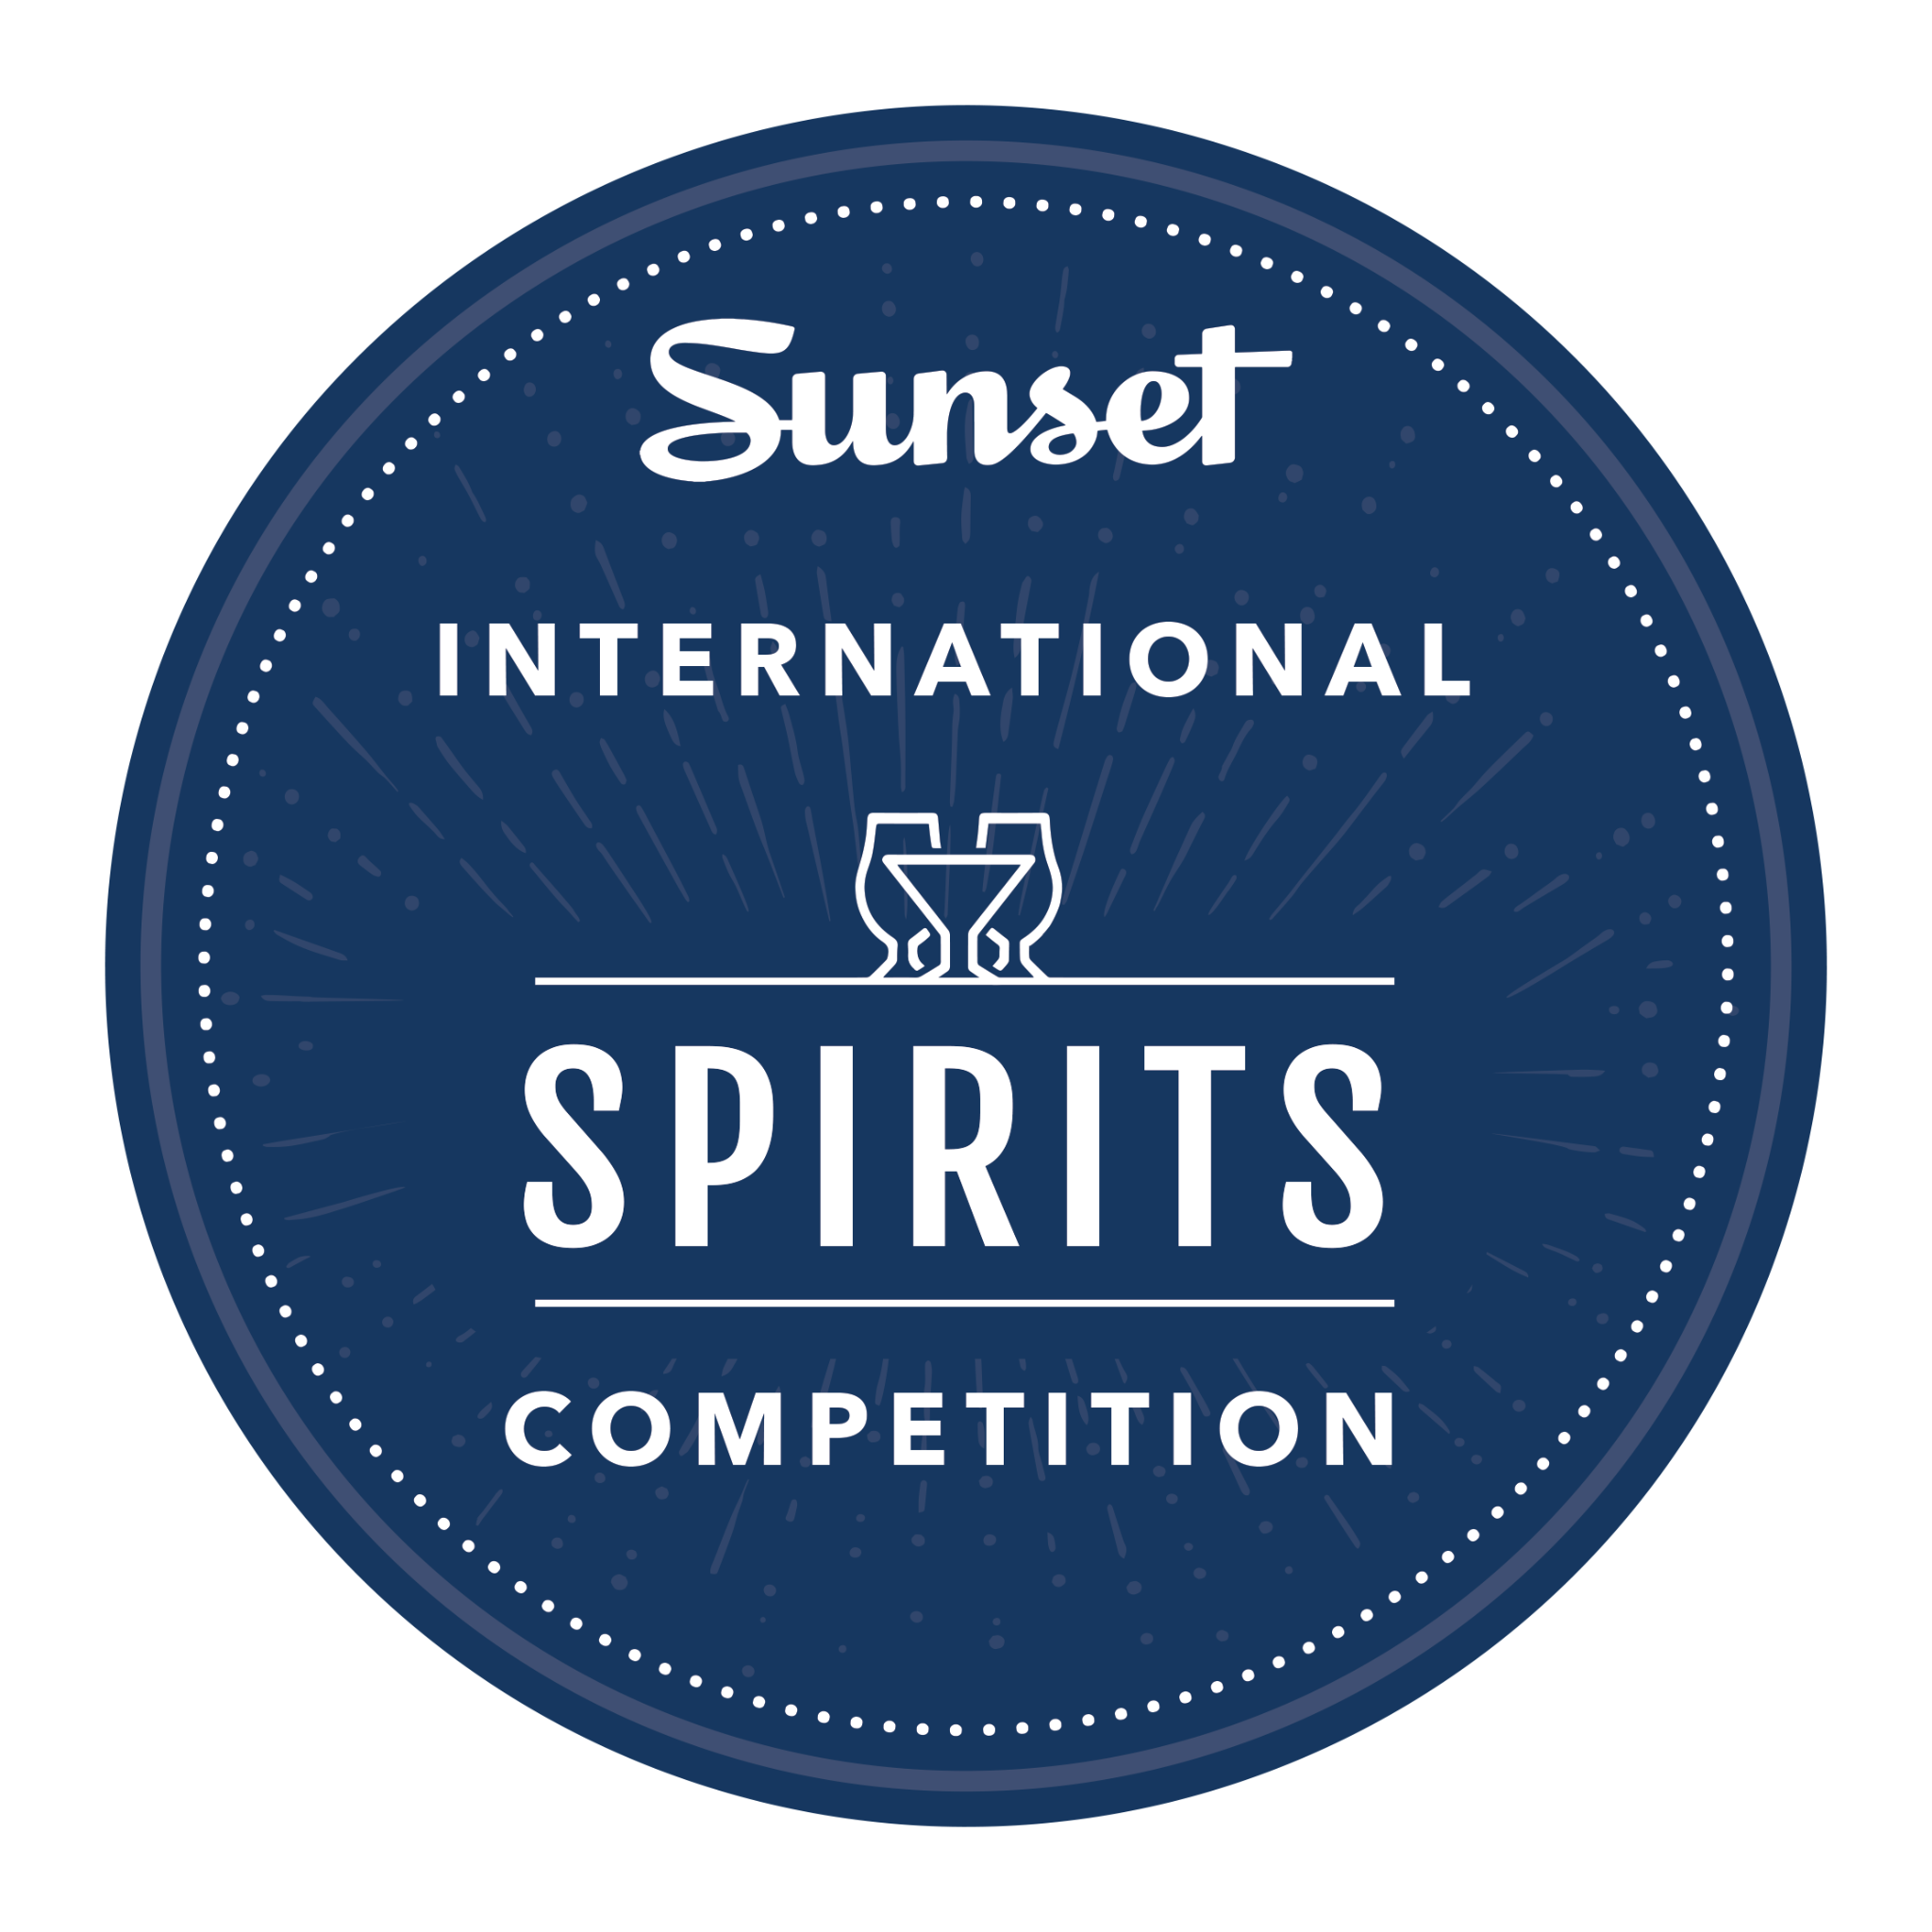 Sunset
INTERNATIONAL
SPIRITS
COMPETITION